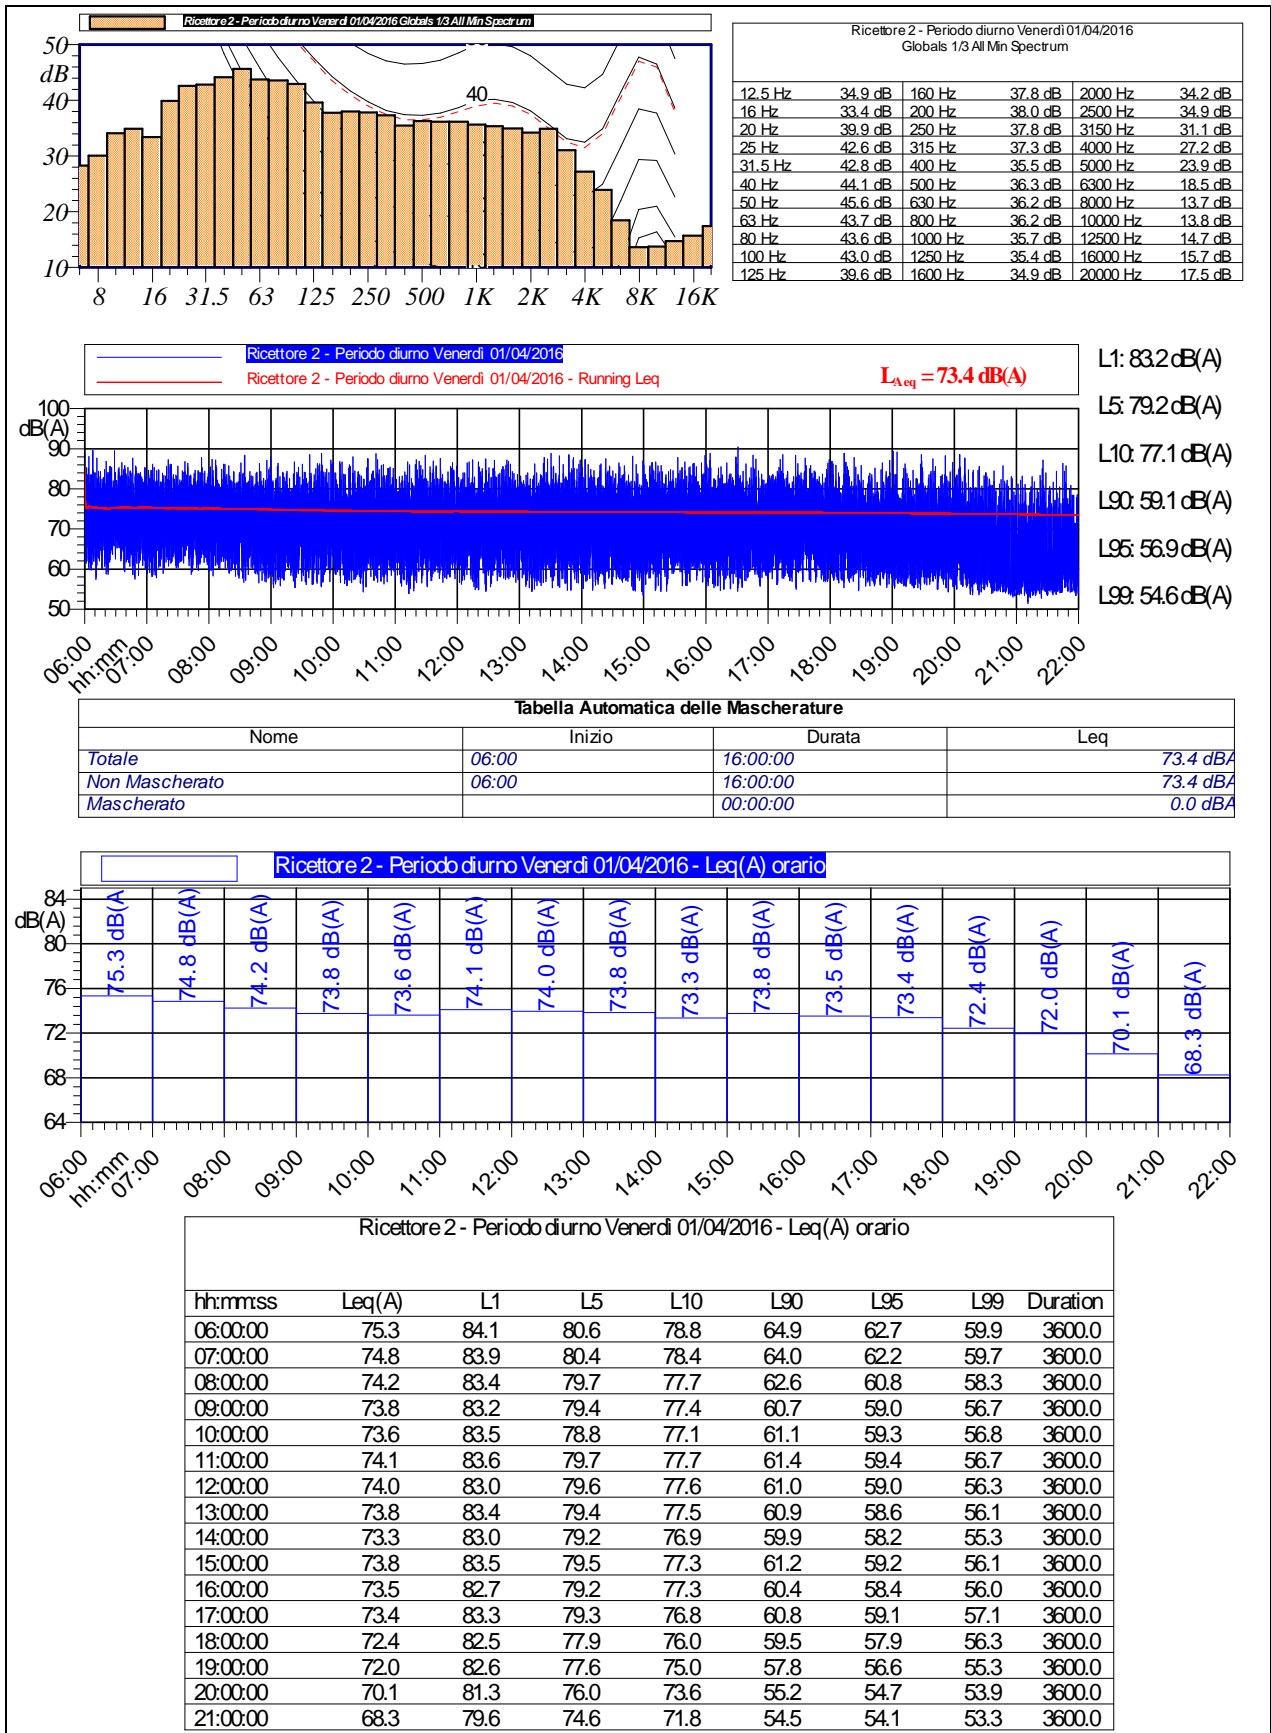 Ricettore 2 - Periodo diurno Venerdì 01/04/2016 Globals 1/3 All Min Spectrum
50
dB
40
30
20
10
40
8 16 31.5 63 125 250 500 1K 2K 4K 8K 16K
Ricettore 2 - Periodo diurno Venerdì 01/04/2016
Globals 1/3 All Min Spectrum
12.5 Hz 34.9 dB 160 Hz 37.8 dB 2000 Hz 34.2 dB
16 Hz 33.4 dB 200 Hz 38.0 dB 2500 Hz 34.9 dB
20 Hz 39.9 dB 250 Hz 37.8 dB 3150 Hz 31.1 dB
25 Hz 42.6 dB 315 Hz 37.3 dB 4000 Hz 27.2 dB
31.5 Hz 42.8 dB 400 Hz 35.5 dB 5000 Hz 23.9 dB
40 Hz 44.1 dB 500 Hz 36.3 dB 6300 Hz 18.5 dB
50 Hz 45.6 dB 630 Hz 36.2 dB 8000 Hz 13.7 dB
63 Hz 43.7 dB 800 Hz 36.2 dB 10000 Hz 13.8 dB
80 Hz 43.6 dB 1000 Hz 35.7 dB 12500 Hz 14.7 dB
100 Hz 43.0 dB 1250 Hz 35.4 dB 16000 Hz 15.7 dB
125 Hz 39.6 dB 1600 Hz 34.9 dB 20000 Hz 17.5 dB
Ricettore 2 - Periodo diurno Venerdì 01/04/2016
Ricettore 2 - Periodo diurno Venerdì 01/04/2016 - Running Leq
LAeq = 73.4 dB(A)
L1: 83.2 dB(A)
L5: 79.2 dB(A)
L10: 77.1 dB(A)
L90: 59.1 dB(A)
L95: 56.9 dB(A)
L99: 54.6 dB(A)
100
dB(A)
90
80
70
60
50
06:00 07:00 08:00 09:00 10:00 11:00 12:00 13:00 14:00 15:00 16:00 17:00 18:00 19:00 20:00 21:00 22:00
hh:mm
Tabella Automatica delle Mascherature
Nome Inizio Durata Leq
Totale 06:00 16:00:00 73.4 dBA
Non Mascherato 06:00 16:00:00 73.4 dBA
Mascherato 00:00:00 0.0 dBA
Ricettore 2 - Periodo diurno Venerdì 01/04/2016 - Leq(A) orario
84
dB(A)
80
76
72
68
64
75.3 dB(A
74.8 dB(A)
74.2 dB(A)
73.8 dB(A)
73.6 dB(A)
74.1 dB(A)
74.0 dB(A)
73.8 dB(A)
73.3 dB(A)
73.8 dB(A)
73.5 dB(A)
73.4 dB(A)
72.4 dB(A)
72.0 dB(A)
70.1 dB(A)
68.3 dB(A)
06:00 07:00 08:00 09:00 10:00 11:00 12:00 13:00 14:00 15:00 16:00 17:00 18:00 19:00 20:00 21:00 22:00
hh:mm
Ricettore 2 - Periodo diurno Venerdì 01/04/2016 - Leq(A) orario
hh:mm:ss Leq(A) L1 L5 L10 L90 L95 L99 Duration
06:00:00 75.3 84.1 80.6 78.8 64.9 62.7 59.9 3600.0
07:00:00 74.8 83.9 80.4 78.4 64.0 62.2 59.7 3600.0
08:00:00 74.2 83.4 79.7 77.7 62.6 60.8 58.3 3600.0
09:00:00 73.8 83.2 79.4 77.4 60.7 59.0 56.7 3600.0
10:00:00 73.6 83.5 78.8 77.1 61.1 59.3 56.8 3600.0
11:00:00 74.1 83.6 79.7 77.7 61.4 59.4 56.7 3600.0
12:00:00 74.0 83.0 79.6 77.6 61.0 59.0 56.3 3600.0
13:00:00 73.8 83.4 79.4 77.5 60.9 58.6 56.1 3600.0
14:00:00 73.3 83.0 79.2 76.9 59.9 58.2 55.3 3600.0
15:00:00 73.8 83.5 79.5 77.3 61.2 59.2 56.1 3600.0
16:00:00 73.5 82.7 79.2 77.3 60.4 58.4 56.0 3600.0
17:00:00 73.4 83.3 79.3 76.8 60.8 59.1 57.1 3600.0
18:00:00 72.4 82.5 77.9 76.0 59.5 57.9 56.3 3600.0
19:00:00 72.0 82.6 77.6 75.0 57.8 56.6 55.3 3600.0
20:00:00 70.1 81.3 76.0 73.6 55.2 54.7 53.9 3600.0
21:00:00 68.3 79.6 74.6 71.8 54.5 54.1 53.3 3600.0